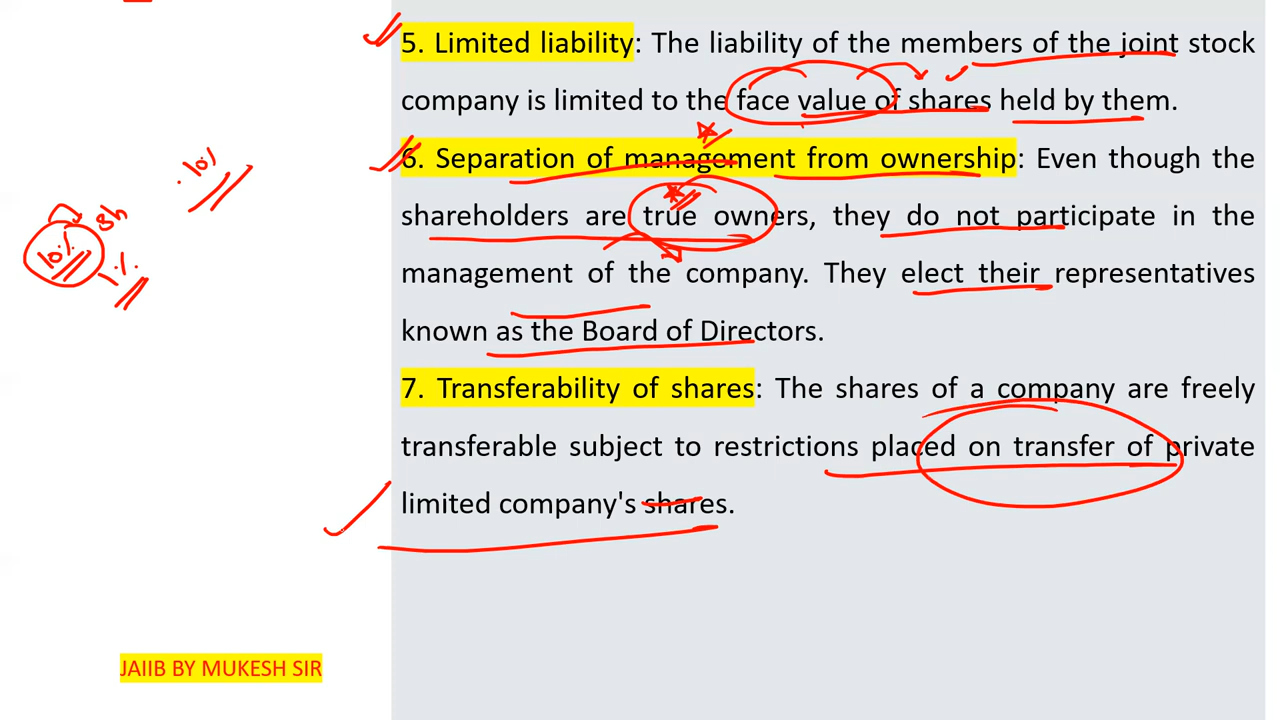 5. Limited liability: The liability of the members of the joint stock
company is limited to the face value of shares held by them.
6. Separation of management from ownership: Even though the
shareholders are true owners, they do not participate in the
management of the company. They elect their representatives
known as the Board of Directors.
7. Transferability of shares: The shares of a company are freely
transferable subject to restrictions placed on transfer of private
limited company's shares.
10%
sh
10%
JAIIB BY MUKESH SIR